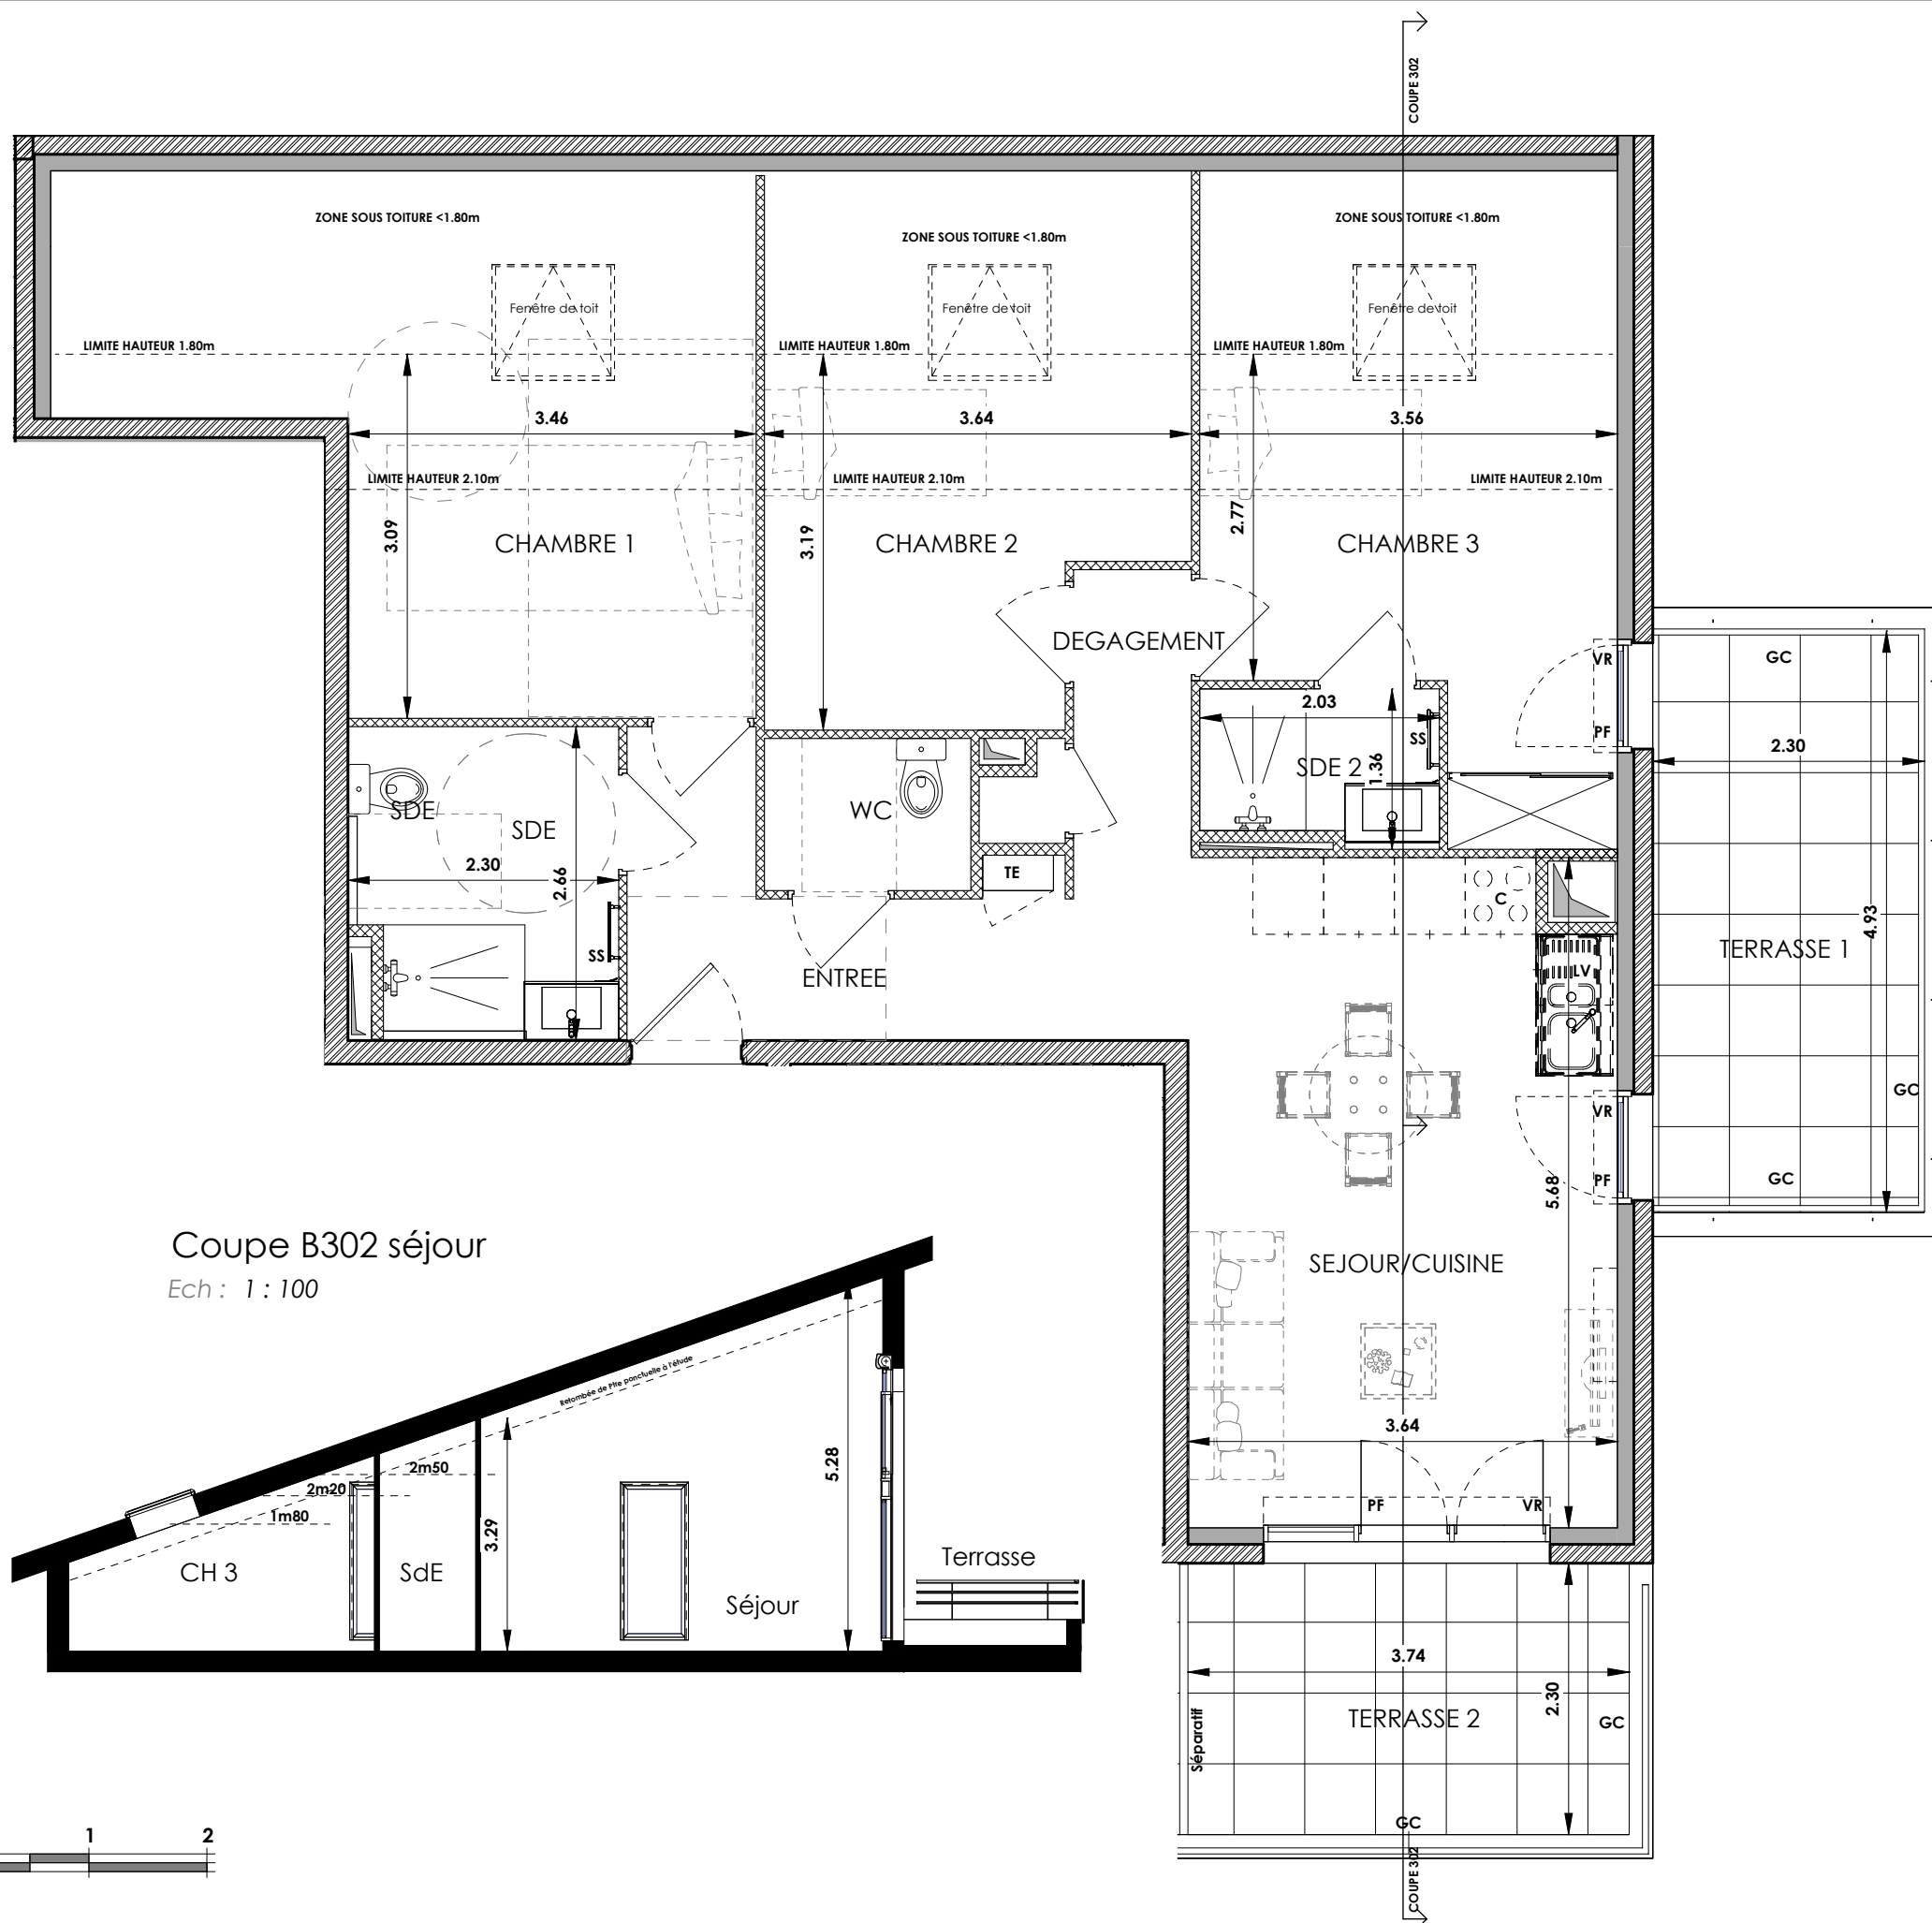 COUPE 302
ZONE SOUS TOITURE <1.80m
ZONE SOUS TOITURE <1.80m
ZONE SOUS TOITURE <1.80m
Fenêtre de toit
Fenêtre de toit
Fenêtre de toit
LIMITE HAUTEUR 1.80m
LIMITE HAUTEUR 1.80m
LIMITE HAUTEUR 1.80m
3.46
3.64
3.56
LIMITE HAUTEUR 2.10m
LIMITE HAUTEUR 2.10m
LIMITE HAUTEUR 2.10m
3.09
3.19
2.77
CHAMBRE 1
CHAMBRE 2
CHAMBRE 3
DEGAGEMENT
VR
PF
GC
2.30
2.03
SS
SDE 2
1.36
SDE
SDE
WC
2.30
2.66
TE
C
SS
ENTREE
LV
TERRASSE 1
4.93
GC
VR
PF
GC
5.68
SEJOUR/CUISINE
3.64
PF
VR
Coupe B302 séjour
Ech : 1 : 100
Retombée de Ptre ponctuelle à l'étude
2m50
2m20
1m80
3.29
5.28
CH 3
SdE
Séjour
Terrasse
3.74
2.30
Séparatif
TERRASSE 2
GC
GC
COUPE 302
1
2